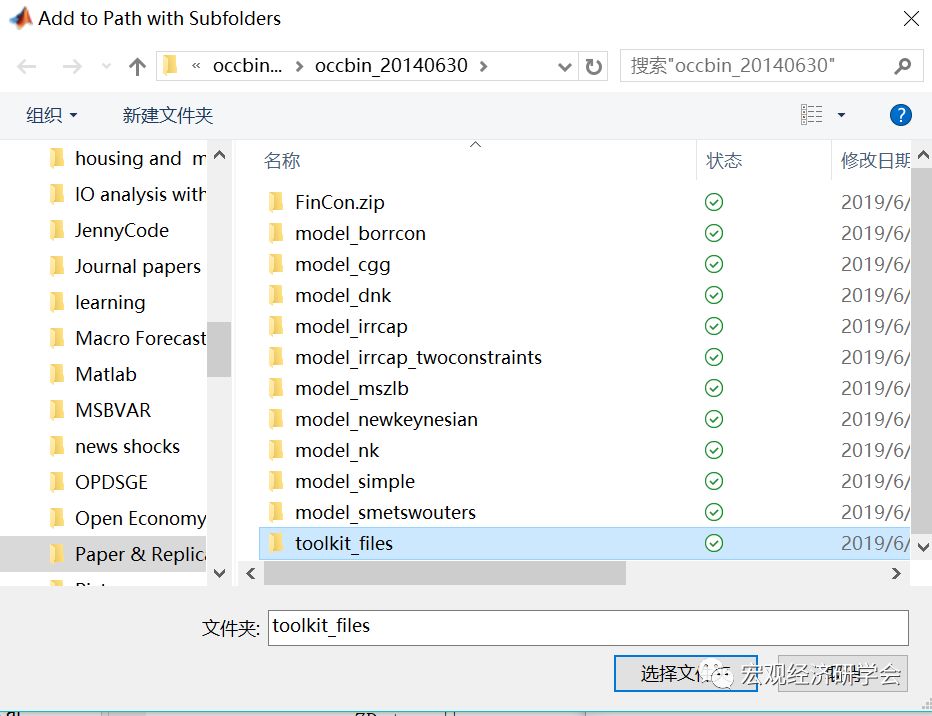 Add to Path with Subfolders
« occbin... › occbin_20140630 ›
搜索"occbin_20140630"
组织
新建文件夹
?
housing and m
IO analysis with
JennyCode
Journal papers
learning
Macro Forecast
Matlab
MSBVAR
news shocks
OPDSGE
Open Economy
Paper & Replica
名称 状态 修改日期
FinCon.zip 2019/6/
model_borrcon 2019/6/
model_cgg 2019/6/
model_dnk 2019/6/
model_irrcap 2019/6/
model_irrcap_twoconstraints 2019/6/
model_mszlb 2019/6/
model_newkeynesian 2019/6/
model_nk 2019/6/
model_simple 2019/6/
model_smetswouters 2019/6/
toolkit_files 2019/6/
文件夹: toolkit_files
选择文件
宏观经济研学会